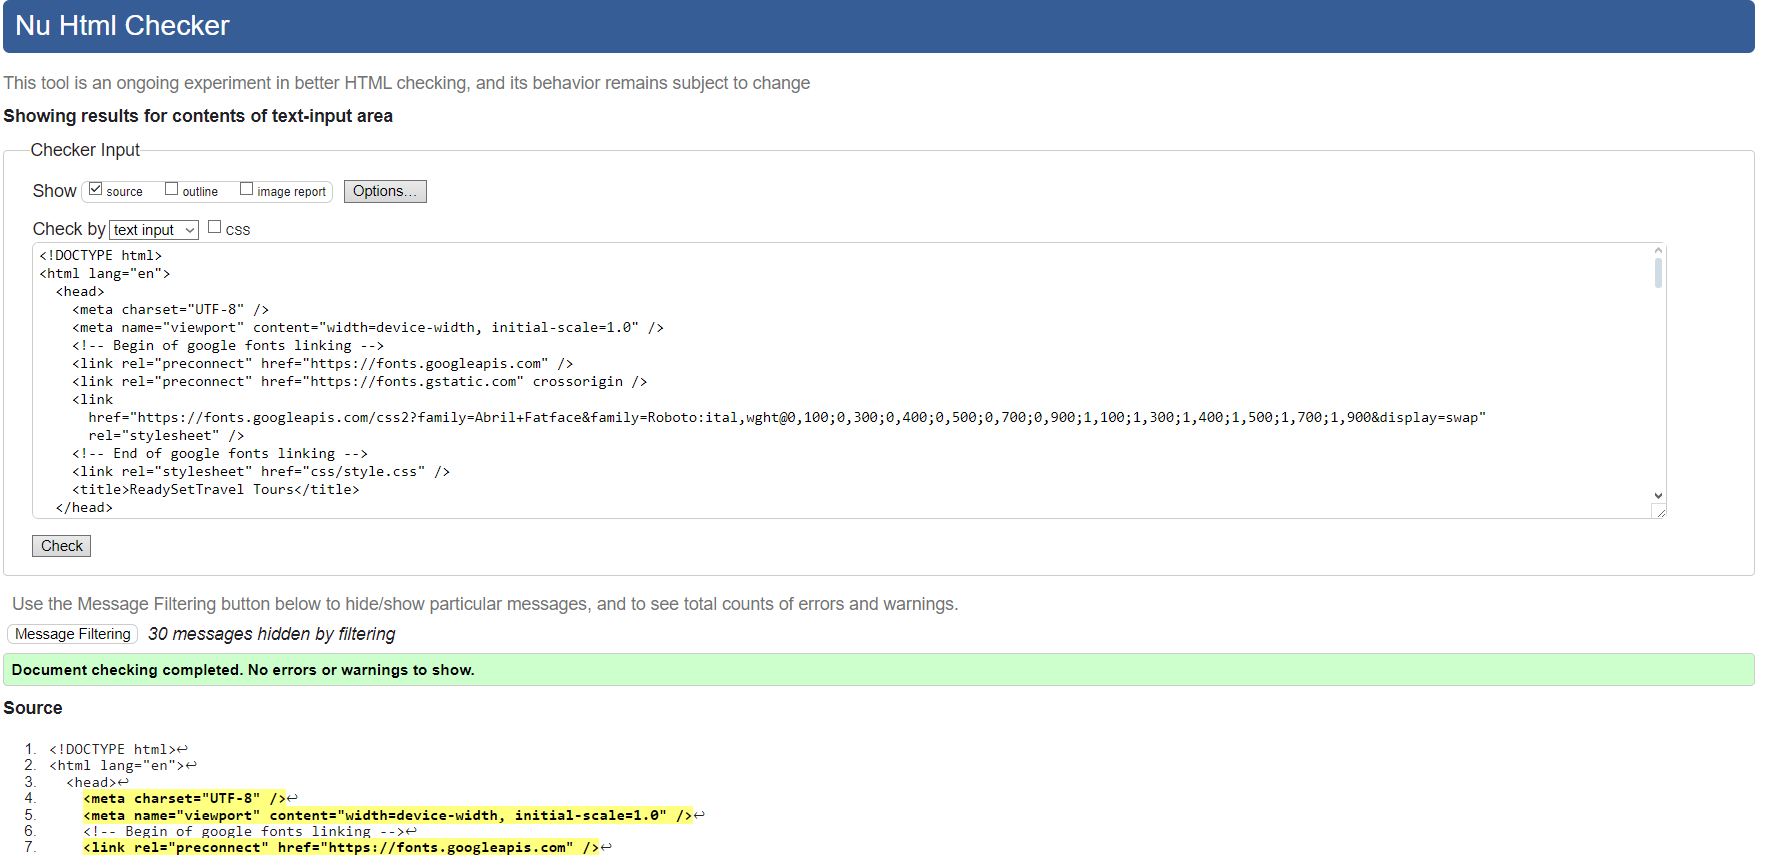 Nu Html Checker
This tool is an ongoing experiment in better HTML checking, and its behavior remains subject to change
Showing results for contents of text-input area
Checker Input
Show source outline image report Options...
Check by text input css
<!DOCTYPE html>
<html lang="en">
<head>
<meta charset="UTF-8" />
<meta name="viewport" content="width=device-width, initial-scale=1.0" />
<!-- Begin of google fonts linking -->
<link rel="preconnect" href="https://fonts.googleapis.com" />
<link rel="preconnect" href="https://fonts.gstatic.com" crossorigin />
<link
href="https://fonts.googleapis.com/css2?family=Abril+Fatface&family=Roboto:ital,wght@0,100;0,300;0,400;0,500;0,700;0,900;1,100;1,300;1,400;1,500;1,700;1,900&display=swap"
rel="stylesheet" />
<!-- End of google fonts linking -->
<link rel="stylesheet" href="css/style.css" />
<title>ReadySetTravel Tours</title>
</head>
Check
Use the Message Filtering button below to hide/show particular messages, and to see total counts of errors and warnings.
Message Filtering 30 messages hidden by filtering
Document checking completed. No errors or warnings to show.
Source
1. <!DOCTYPE html>↩
2. <html lang="en">↩
3. <head>↩
4. <meta charset="UTF-8" />↩
5. <meta name="viewport" content="width=device-width, initial-scale=1.0" />↩
6. <!-- Begin of google fonts linking -->↩
7. <link rel="preconnect" href="https://fonts.googleapis.com" />↩